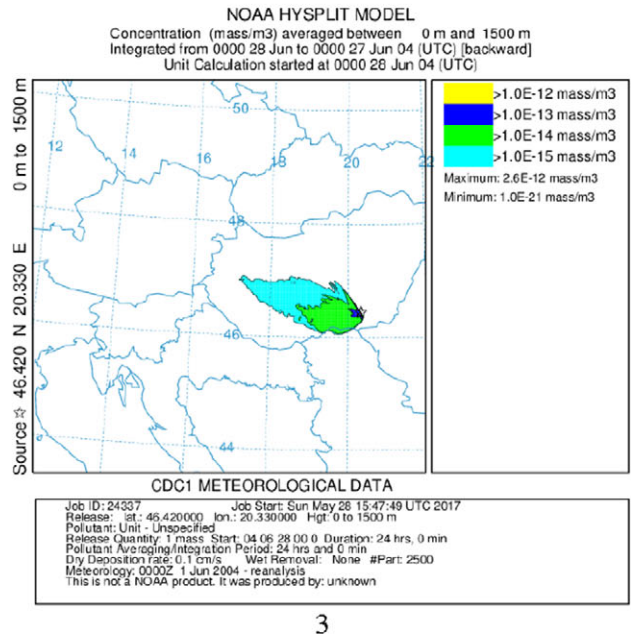 NOAA HYSPLIT MODEL
Concentration (mass/m3) averaged between 0 m and 1500 m
Integrated from 0000 28 Jun to 0000 27 Jun 04 (UTC) [backward]
Unit Calculation started at 0000 28 Jun 04 (UTC)
Source ☆ 46.420 N 20.330 E 0 m to 1500 m
50
12
14
16
18
20
22
48
46
44
>1.0E-12 mass/m3
>1.0E-13 mass/m3
>1.0E-14 mass/m3
>1.0E-15 mass/m3
Maximum: 2.6E-12 mass/m3
Minimum: 1.0E-21 mass/m3
CDC1 METEOROLOGICAL DATA
Job ID: 24337 Job Start: Sun May 28 15:47:49 UTC 2017
Release: lat.: 46.420000 lon.: 20.330000 Hgt: 0 to 1500 m
Pollutant: Unit - Unspecified
Release Quantity: 1 mass Start: 04 06 28 00 0 Duration: 24 hrs, 0 min
Pollutant Averaging/Integration Period: 24 hrs and 0 min
Dry Deposition rate: 0.1 cm/s Wet Removal: None #Part: 2500
Meteorology: 0000Z 1 Jun 2004 - reanalysis
This is not a NOAA product. It was produced by: unknown
3